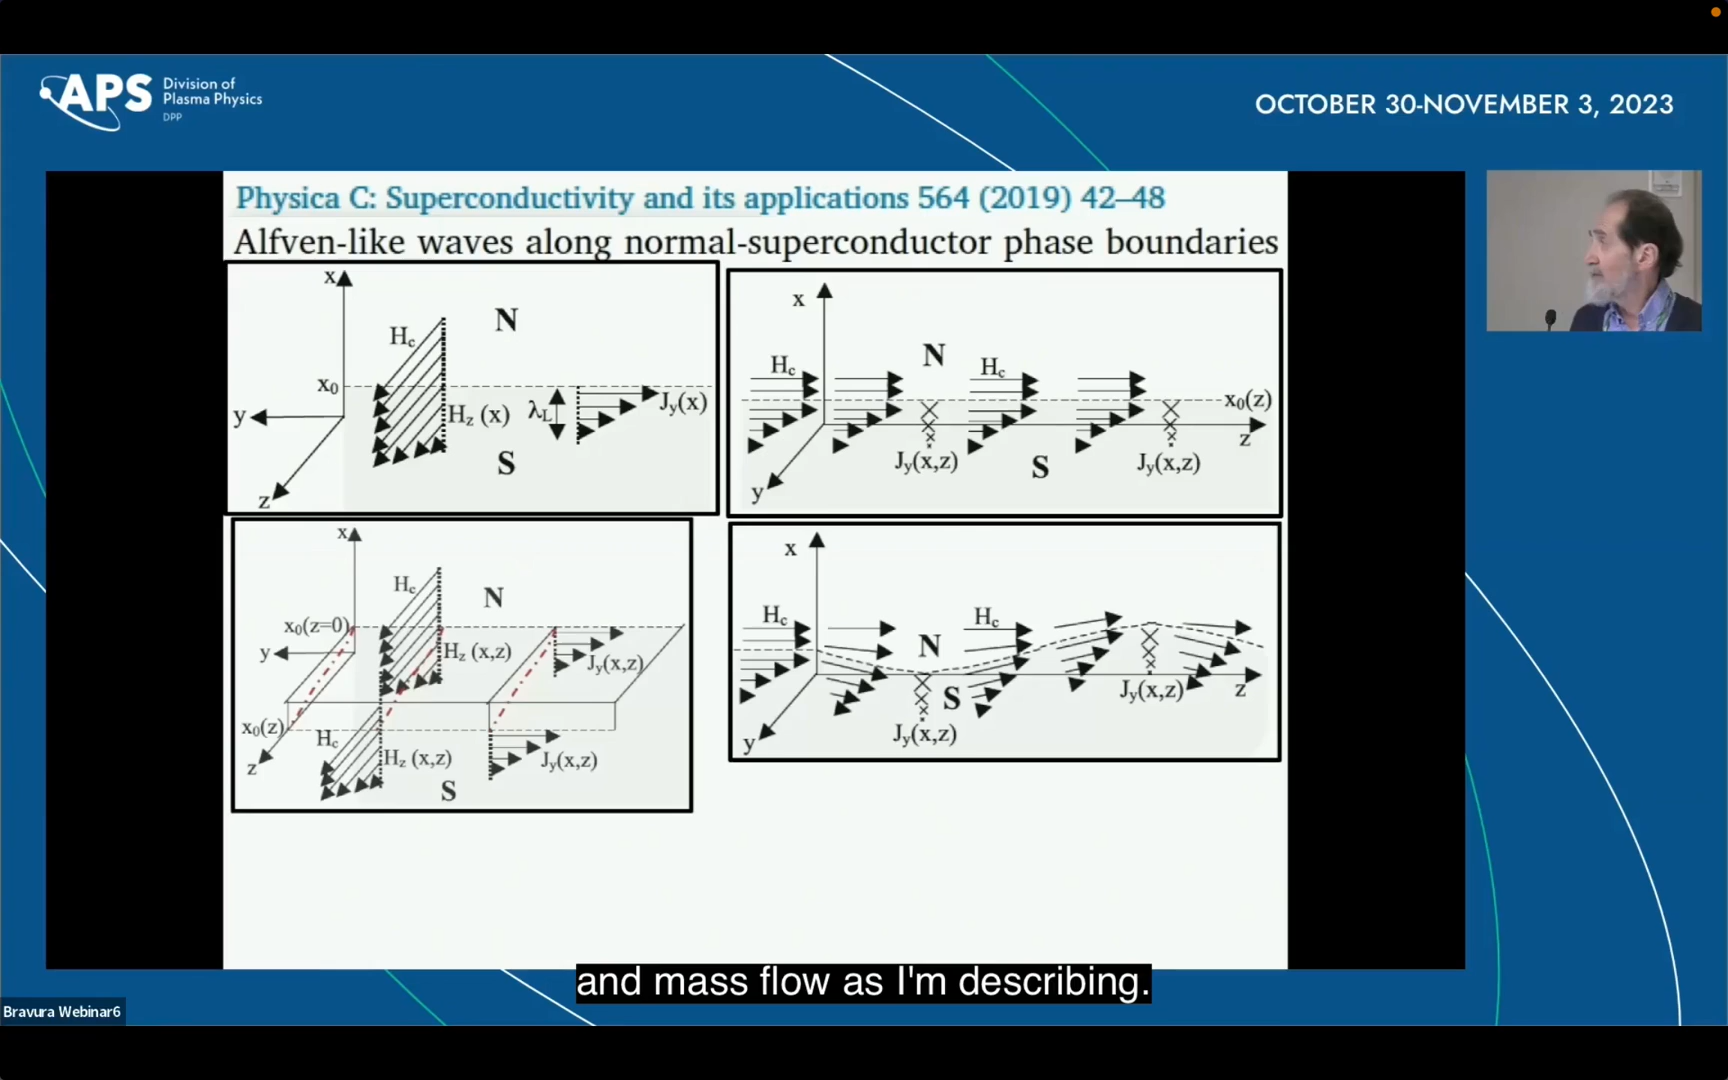 APS Division of
Plasma Physics
DPP
OCTOBER 30-NOVEMBER 3, 2023
Physica C: Superconductivity and its applications 564 (2019) 42–48
Alfven-like waves along normal-superconductor phase boundaries
x
N
Hc
x0
y
Hz (x)
λL
Jy(x)
S
z
x
N
Hc
Hc
x0(z)
z
Jy(x,z)
S
Jy(x,z)
y
x
Hc
N
x0(z=0)
y
Hz (x,z)
Jy(x,z)
x0(z)
Hc
z
Hz (x,z)
Jy(x,z)
S
x
Hc
Hc
N
S
Jy(x,z)
z
Jy(x,z)
y
and mass flow as I'm describing.
Bravura Webinar6